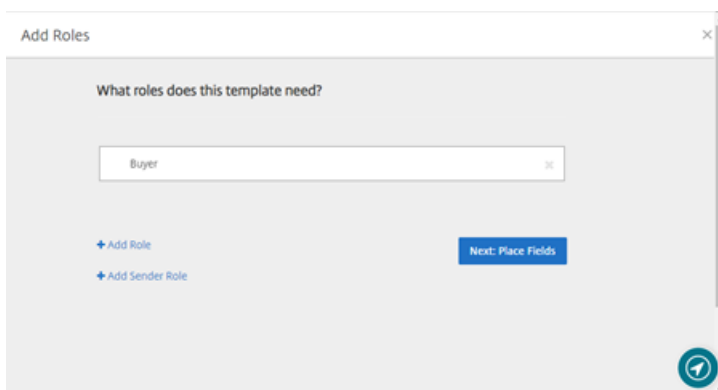 Add Roles
What roles does this template need?
Buyer
+ Add Role
Next: Place Fields
+ Add Sender Role